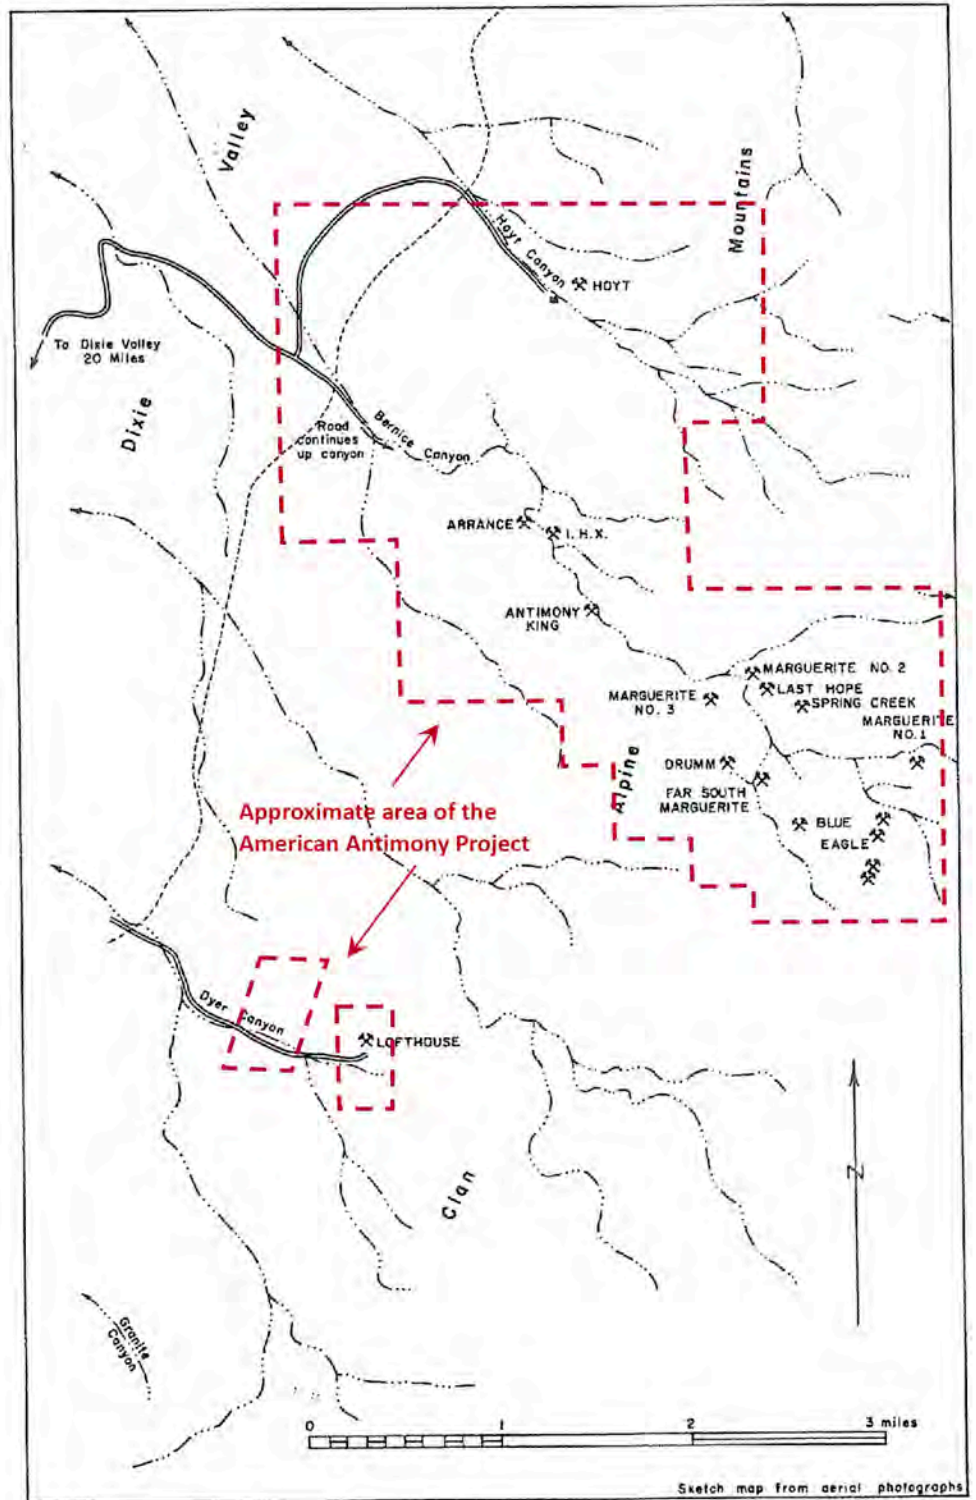 Valley
Mountains
Hoyt Canyon
HOYT
To Dixie Valley
20 Miles
Dixie
Bernice
Canyon
Road
continues
up canyon
ARRANCE
I.H.X.
ANTIMONY
KING
MARGUERITE NO. 2
LAST HOPE
SPRING CREEK
MARGUERITE
NO. 3
MARGUERITE
NO. 1
Alpine
DRUMM
FAR SOUTH
MARGUERITE
BLUE
EAGLE
Approximate area of the
American Antimony Project
Dyer Canyon
LOFTHOUSE
Clan
N
Granite
Canyon
0 1 2 3 miles
Sketch map from aerial photographs